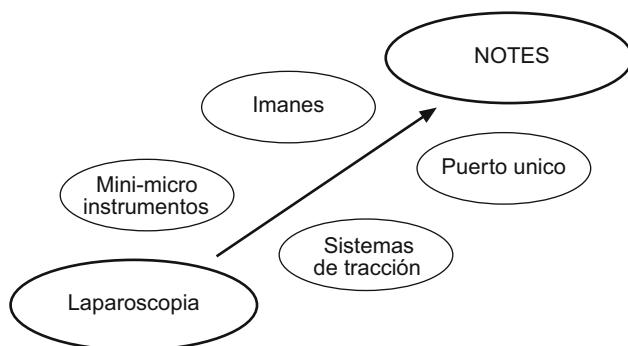 NOTES
Imanes
Puerto unico
Mini-micro
instrumentos
Sistemas
de tracción
Laparoscopia